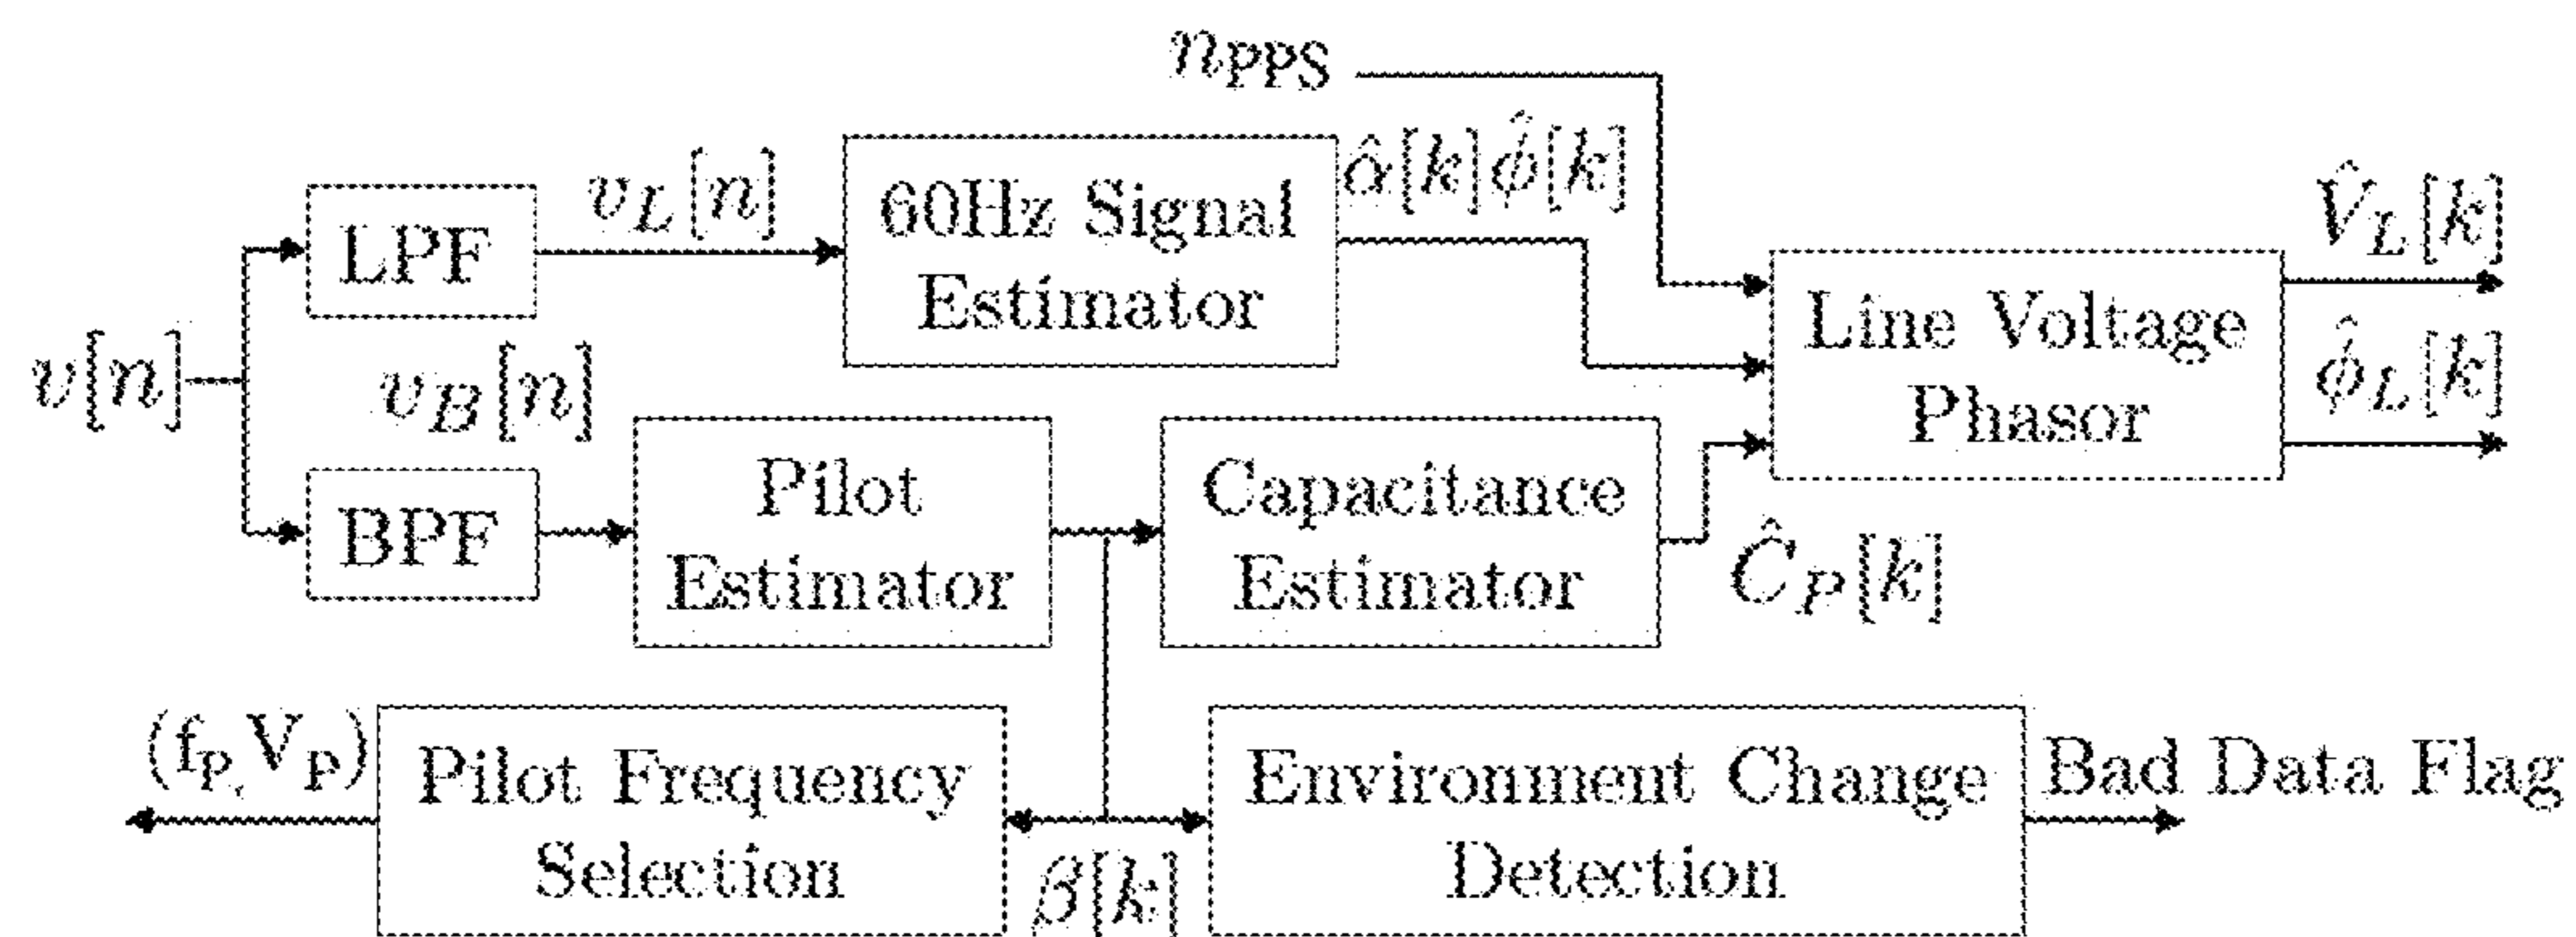 n_PPS
α̂[k] φ̂[k]
v_L[n]
60Hz Signal
Estimator
LPF
V̂_L[k]
Line Voltage
Phasor
φ̂_L[k]
v[n]
v_B[n]
BPF
Pilot
Estimator
Capacitance
Estimator
Ĉ_P[k]
(f_P, V_P)
Pilot Frequency
Selection
β[k]
Environment Change
Detection
Bad Data Flag